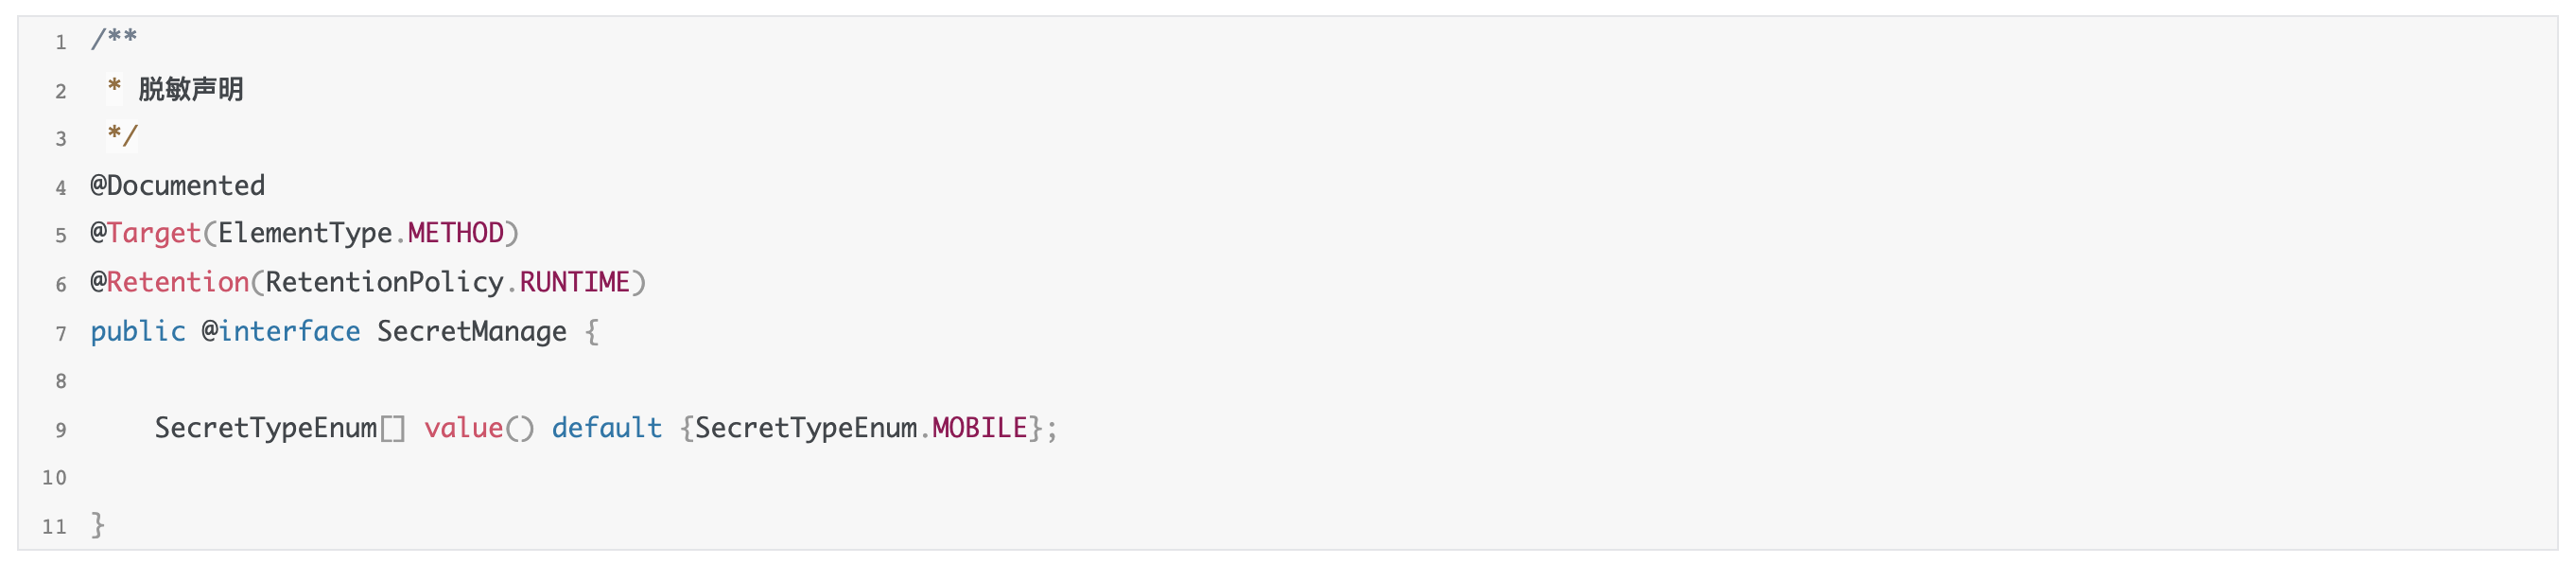 1 /**
2  * 脱敏声明
3  */
4 @Documented
5 @Target(ElementType.METHOD)
6 @Retention(RetentionPolicy.RUNTIME)
7 public @interface SecretManage {
8
9     SecretTypeEnum[] value() default {SecretTypeEnum.MOBILE};
10
11 }